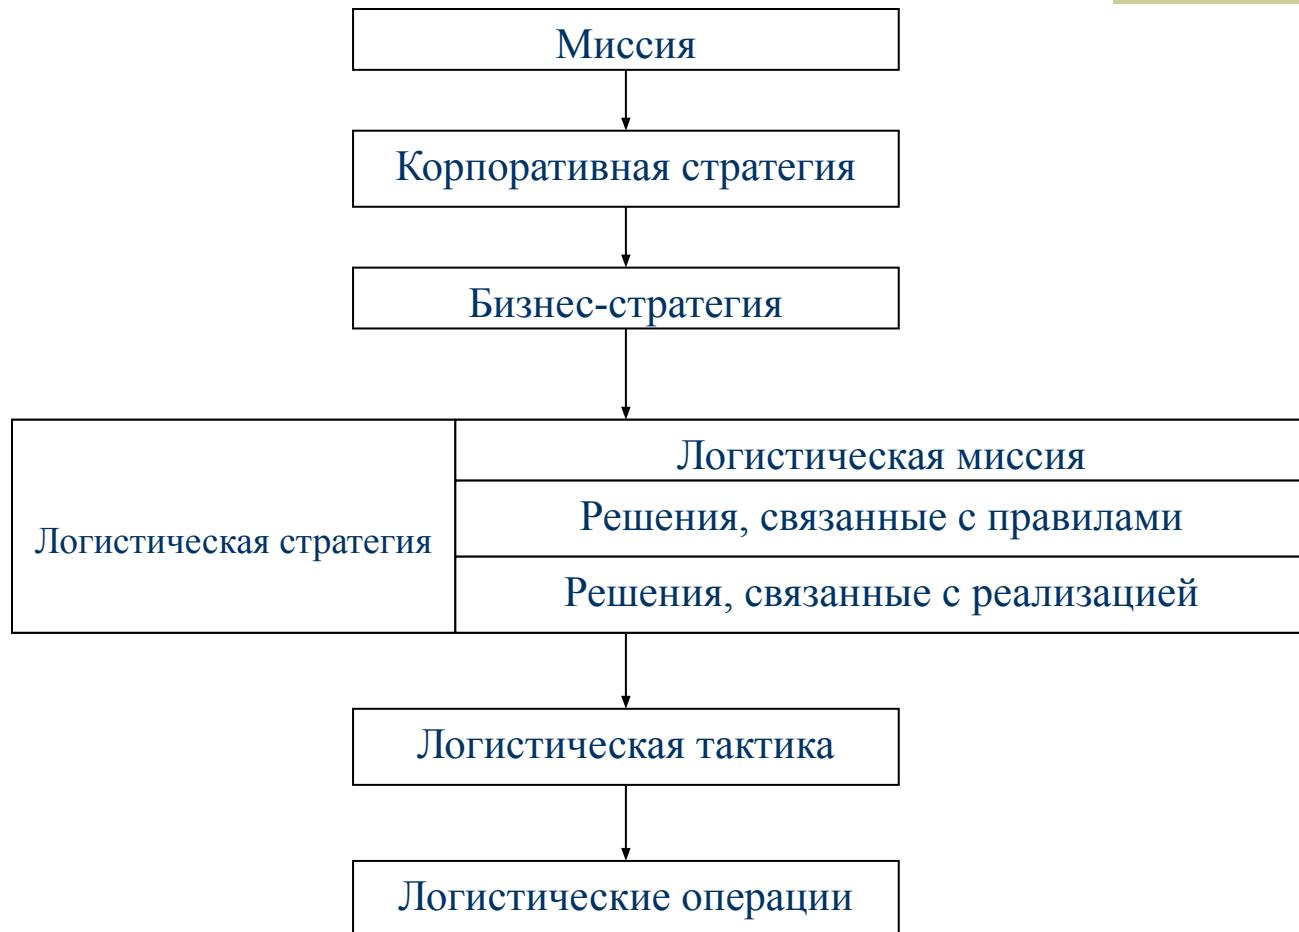 Миссия
Корпоративная стратегия
Бизнес-стратегия
Логистическая стратегия
Логистическая миссия
Решения, связанные с правилами
Решения, связанные с реализацией
Логистическая тактика
Логистические операции